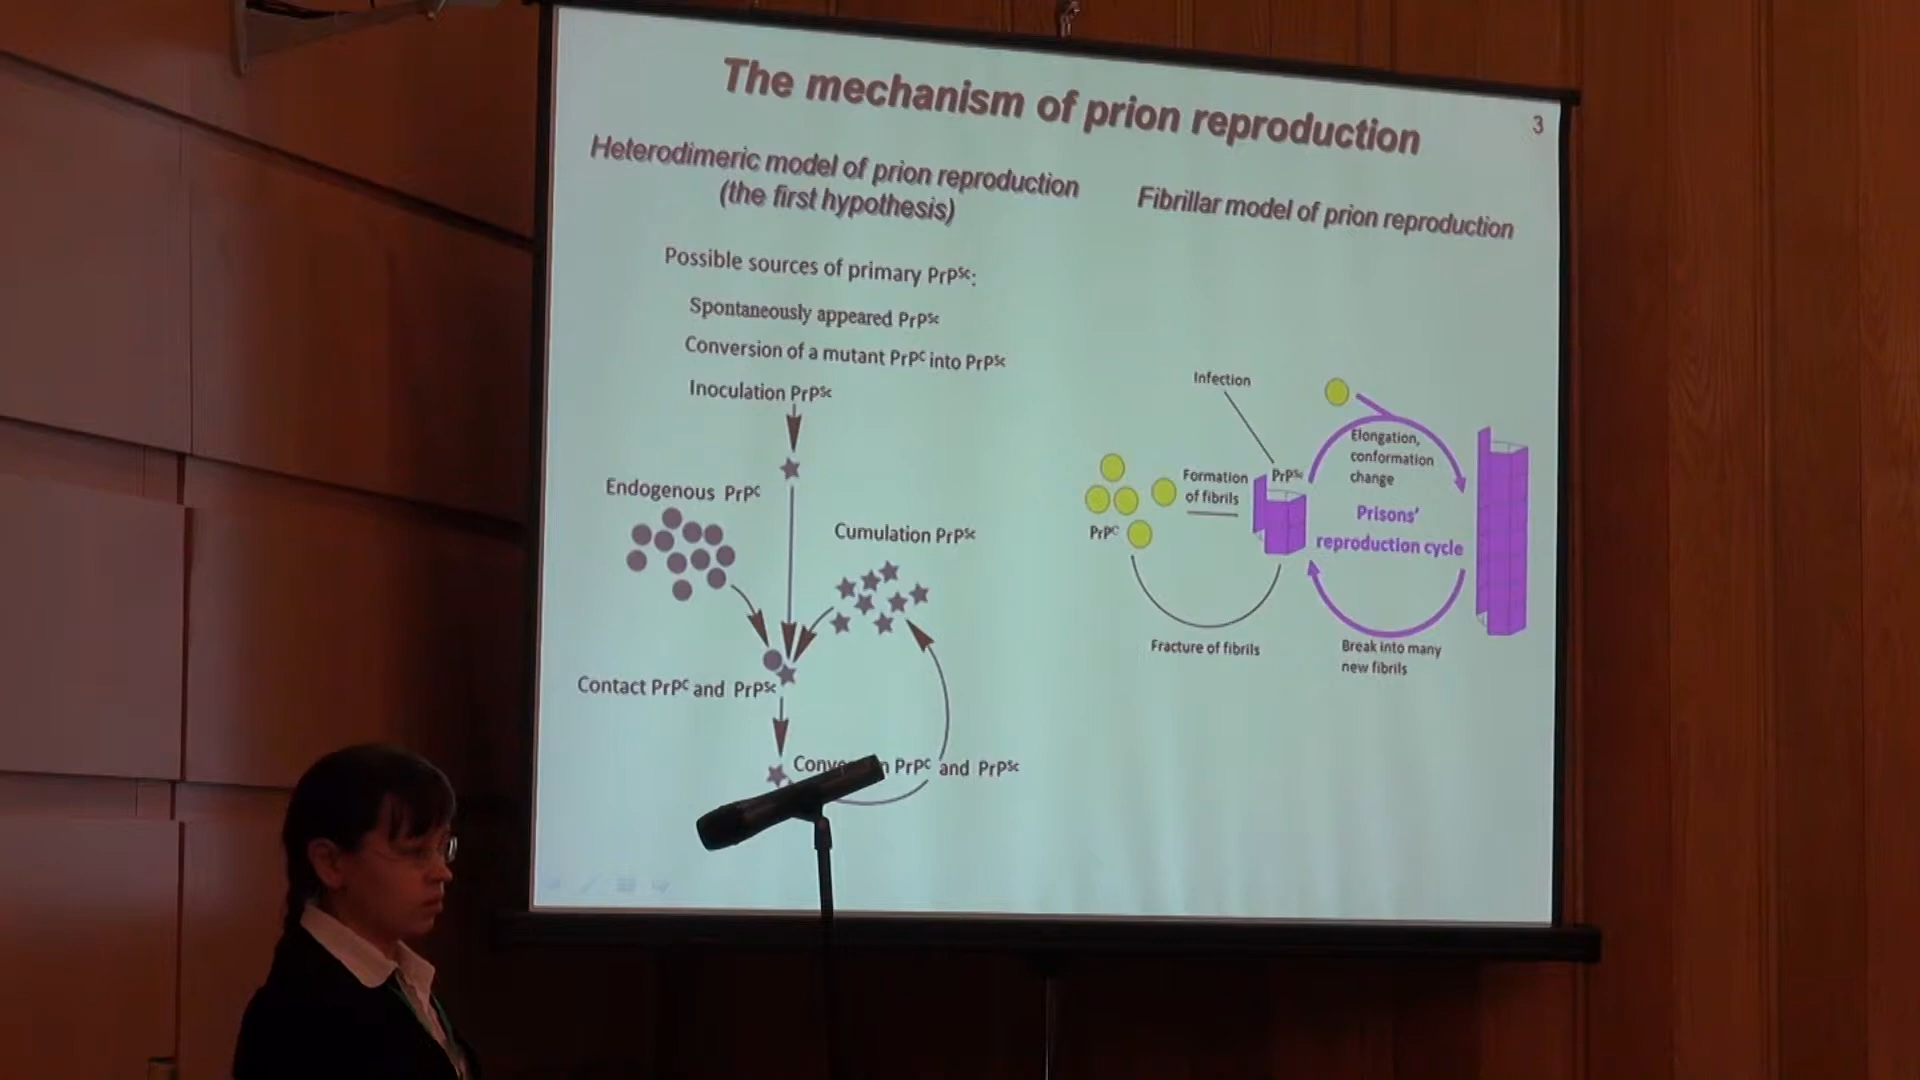 The mechanism of prion reproduction
3
Heterodimeric model of prion reproduction
(the first hypothesis)
Possible sources of primary PrPSc:
Spontaneously appeared PrPSc
Conversion of a mutant PrPC into PrPSc
Inoculation PrPSc
Endogenous PrPC
Cumulation PrPSc
Contact PrPC and PrPSc
PrPC and PrPSc
Fibrillar model of prion reproduction
Infection
Elongation,
conformation
change
Formation
of fibrils
PrPSc
PrPC
Prisons'
reproduction cycle
Fracture of fibrils
Break into many
new fibrils